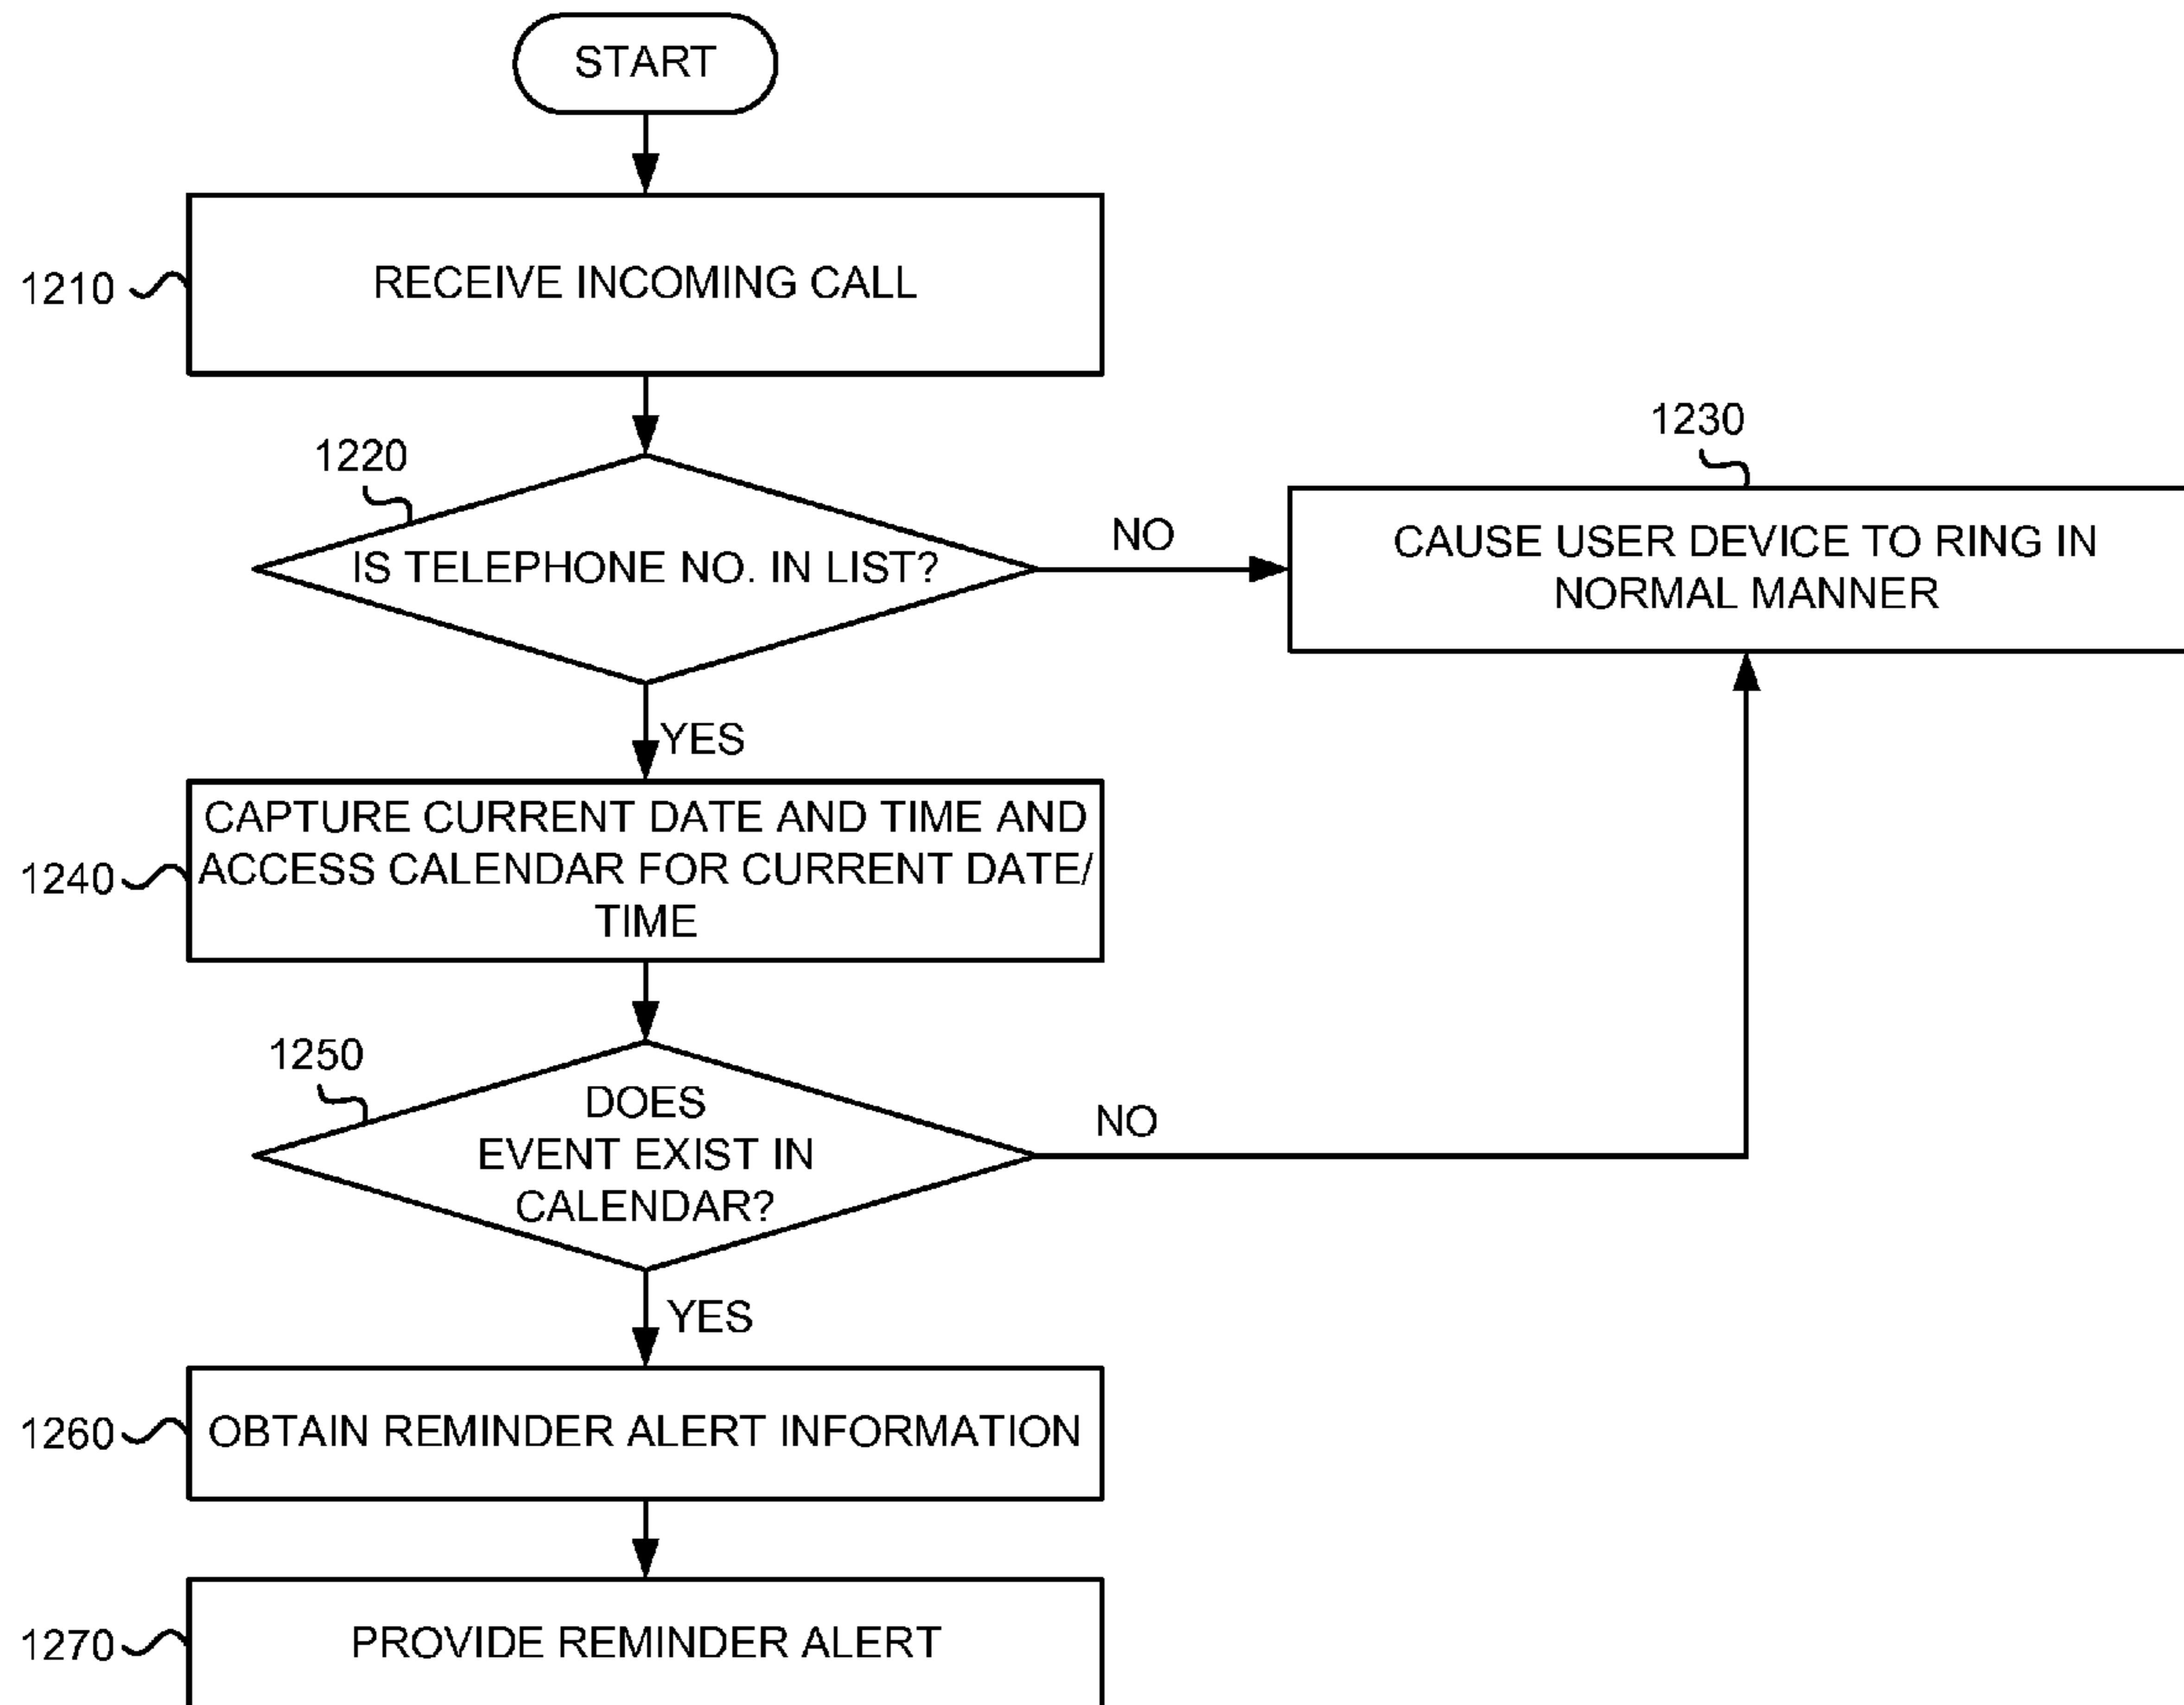 START
1210
RECEIVE INCOMING CALL
1220
IS TELEPHONE NO. IN LIST?
NO
1230
CAUSE USER DEVICE TO RING IN
NORMAL MANNER
YES
1240
CAPTURE CURRENT DATE AND TIME AND
ACCESS CALENDAR FOR CURRENT DATE/
TIME
1250
DOES
EVENT EXIST IN
CALENDAR?
NO
YES
1260
OBTAIN REMINDER ALERT INFORMATION
1270
PROVIDE REMINDER ALERT